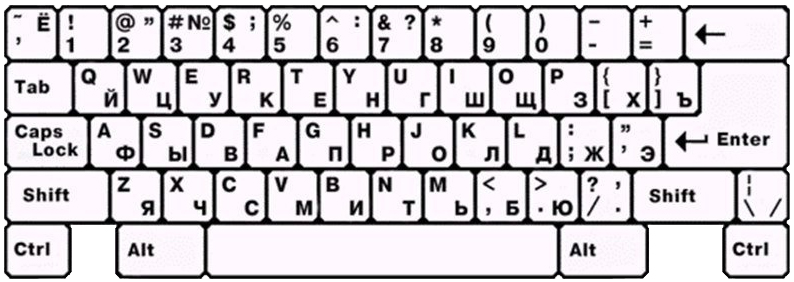 ~ Ё ' ! 1 @ " 2 # № 3 $ ; 4 % 5 ^ : 6 & ? 7 * 8 ( 9 ) 0 – - + = ←
Tab Q Й W Ц E У R К T Е Y Н U Г I Ш O Щ P З { [ Х } ] Ъ
Caps Lock A Ф S Ы D В F А G П H Р J О K Л L Д : ; Ж " ' Э ↵ Enter
Shift Z Я X Ч C С V М B И N Т M Ь < , Б > . Ю ? , / . Shift ¦ \ /
Ctrl Alt Alt Ctrl